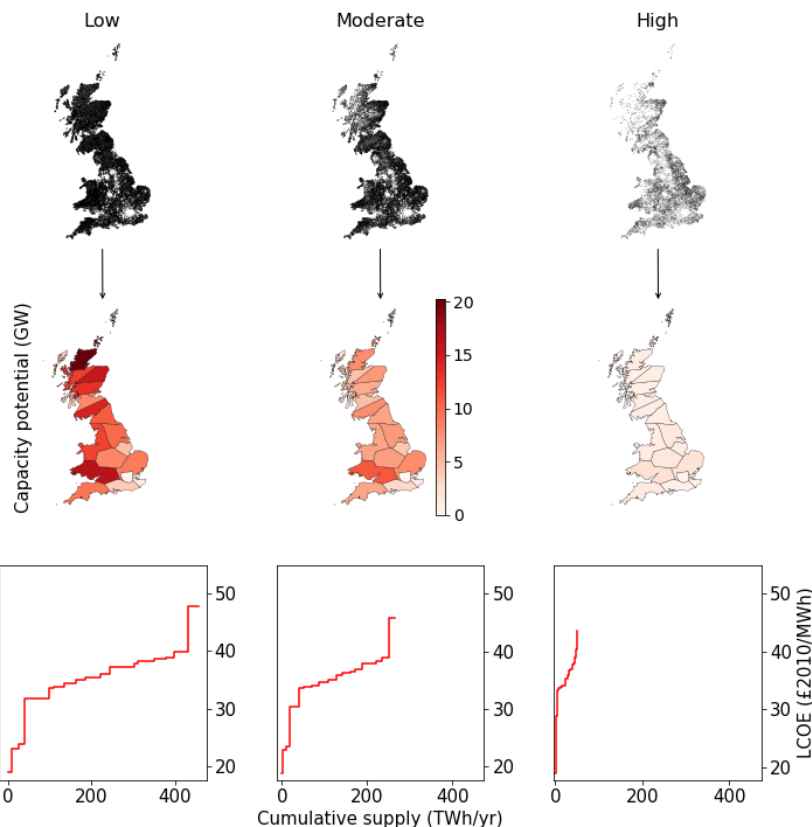 Low Moderate High
Capacity potential (GW)
20
15
10
5
0
50 50 50
40 40 40
30 30 30
20 20 20
LCOE (£2010/MWh)
0 200 400 0 200 400 0 200 400
Cumulative supply (TWh/yr)